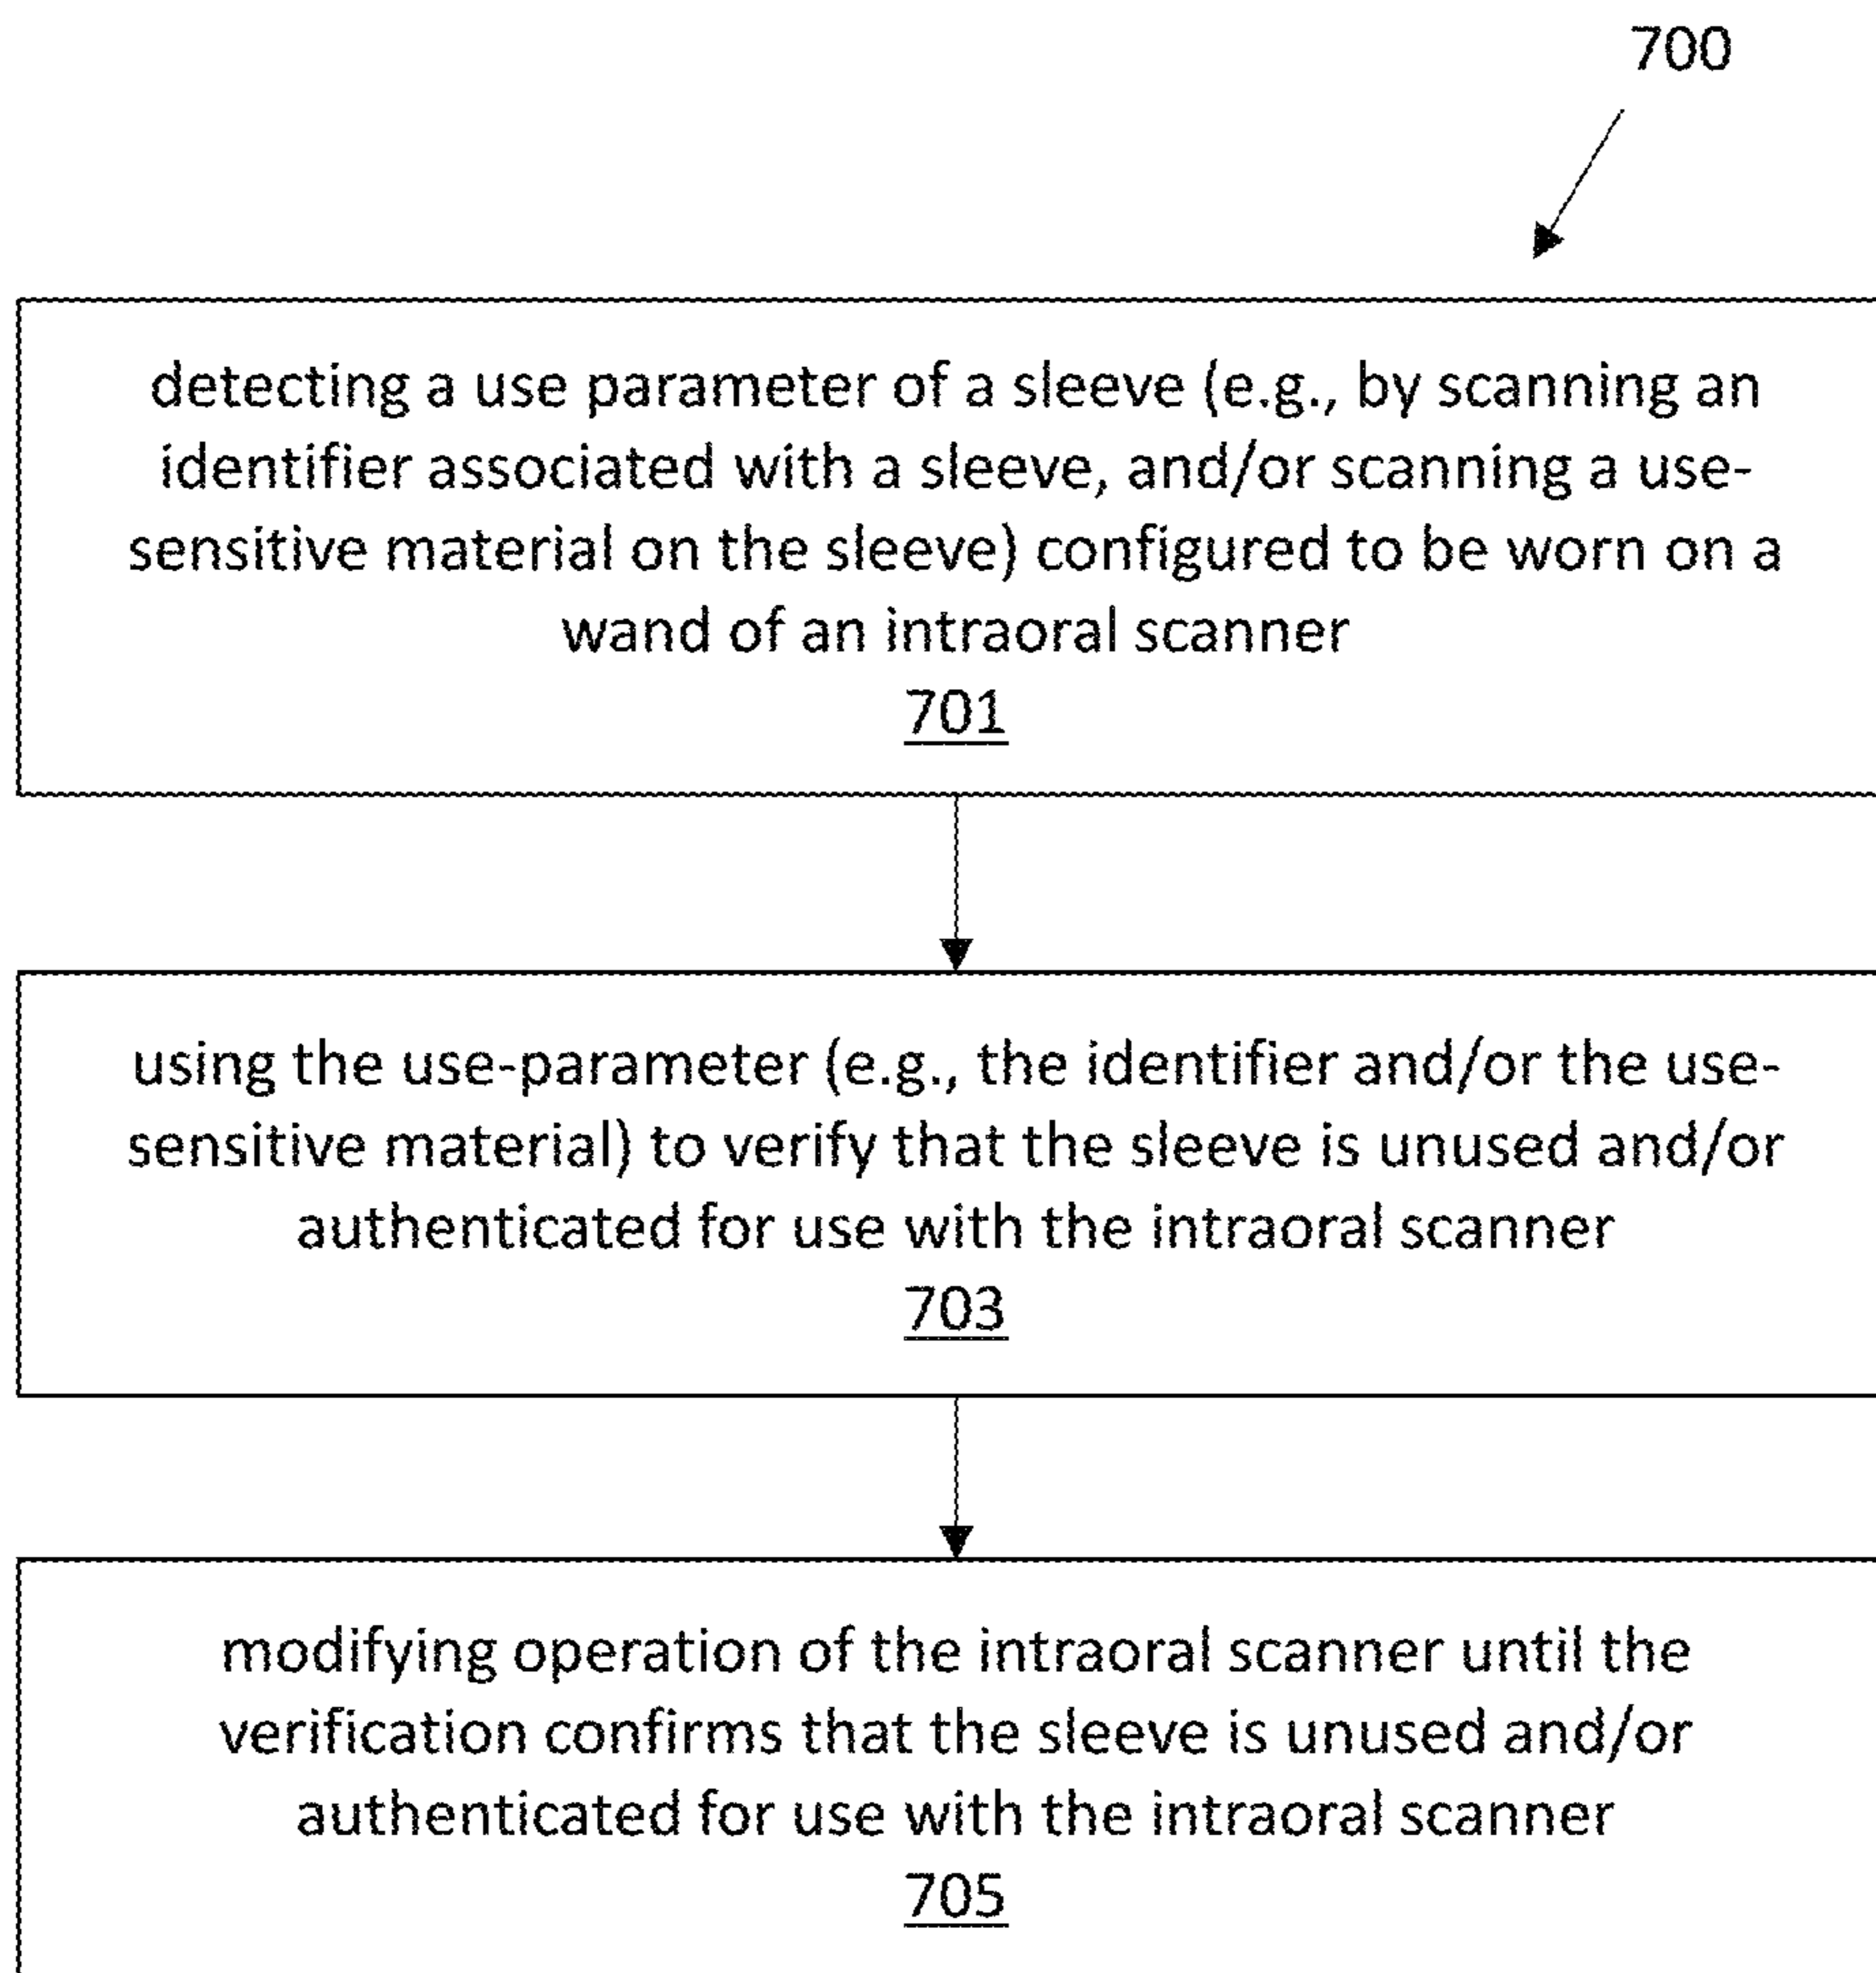 700
detecting a use parameter of a sleeve (e.g., by scanning an
identifier associated with a sleeve, and/or scanning a use-
sensitive material on the sleeve) configured to be worn on a
wand of an intraoral scanner
701
using the use-parameter (e.g., the identifier and/or the use-
sensitive material) to verify that the sleeve is unused and/or
authenticated for use with the intraoral scanner
703
modifying operation of the intraoral scanner until the
verification confirms that the sleeve is unused and/or
authenticated for use with the intraoral scanner
705